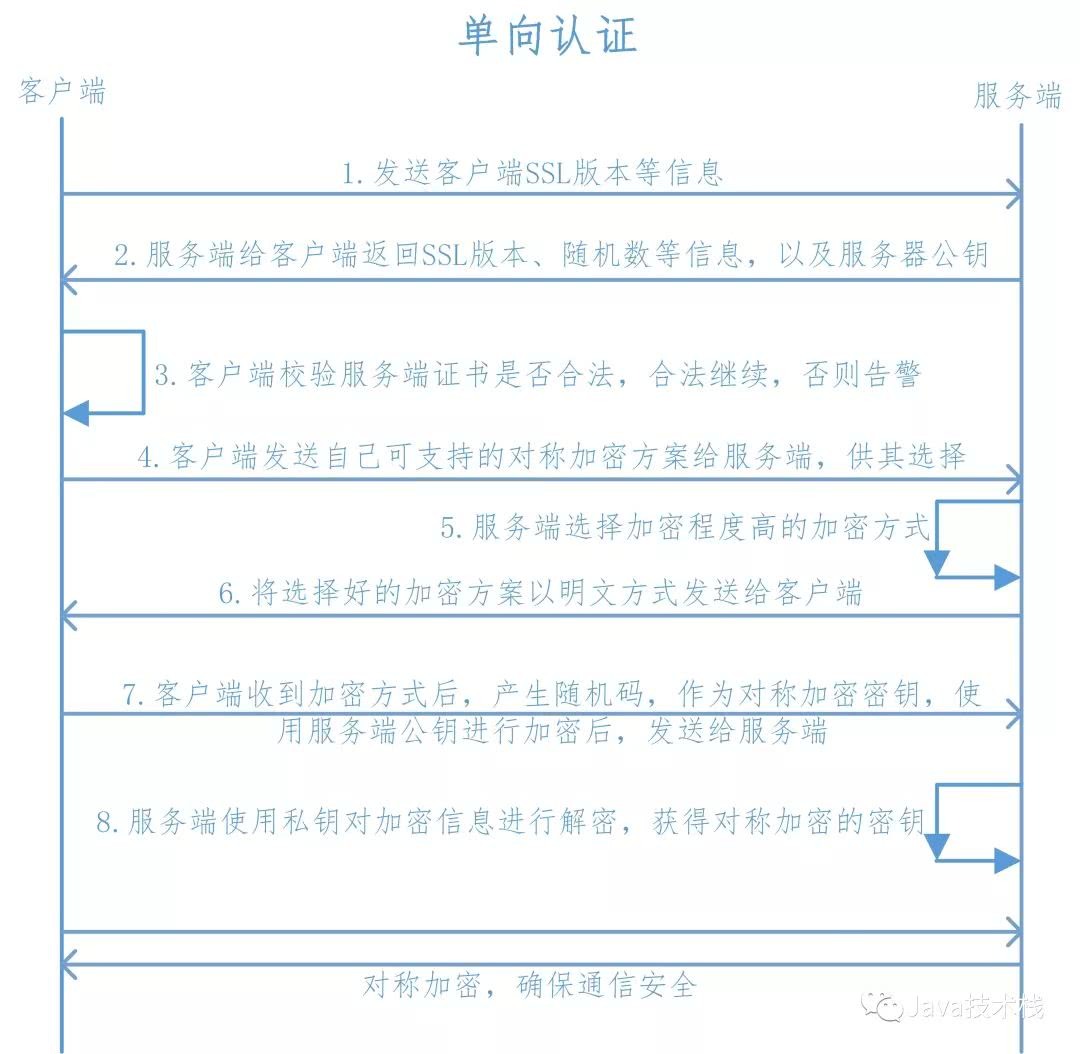 单向认证
客户端
服务端
1.发送客户端SSL版本等信息
2.服务端给客户端返回SSL版本、随机数等信息，以及服务器公钥
3.客户端校验服务端证书是否合法，合法继续，否则告警
4.客户端发送自己可支持的对称加密方案给服务端，供其选择
5.服务端选择加密程度高的加密方式
6.将选择好的加密方案以明文方式发送给客户端
7.客户端收到加密方式后，产生随机码，作为对称加密密钥，使
用服务端公钥进行加密后，发送给服务端
8.服务端使用私钥对加密信息进行解密，获得对称加密的密钥
对称加密，确保通信安全
Java技术栈